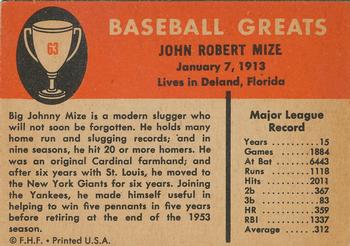 63
BASEBALL GREATS
JOHN ROBERT MIZE
January 7, 1913
Lives in Deland, Florida
Big Johnny Mize is a modern slugger who
will not soon be forgotten. He holds many
home run and slugging records; and in
nine seasons, he hit 20 or more homers. He
was an original Cardinal farmhand; and
after six years with St. Louis, he moved to
the New York Giants for six years. Joining
the Yankees, he made himself useful in
helping to win five pennants in five years
before retiring at the end of the 1953
season.
© F.H.F. • Printed U.S.A.
Major League
Record
Years 15
Games 1884
At Bat 6443
Runs 1118
Hits 2011
2b 367
3b 83
HR 359
RBI 1337
Average .312